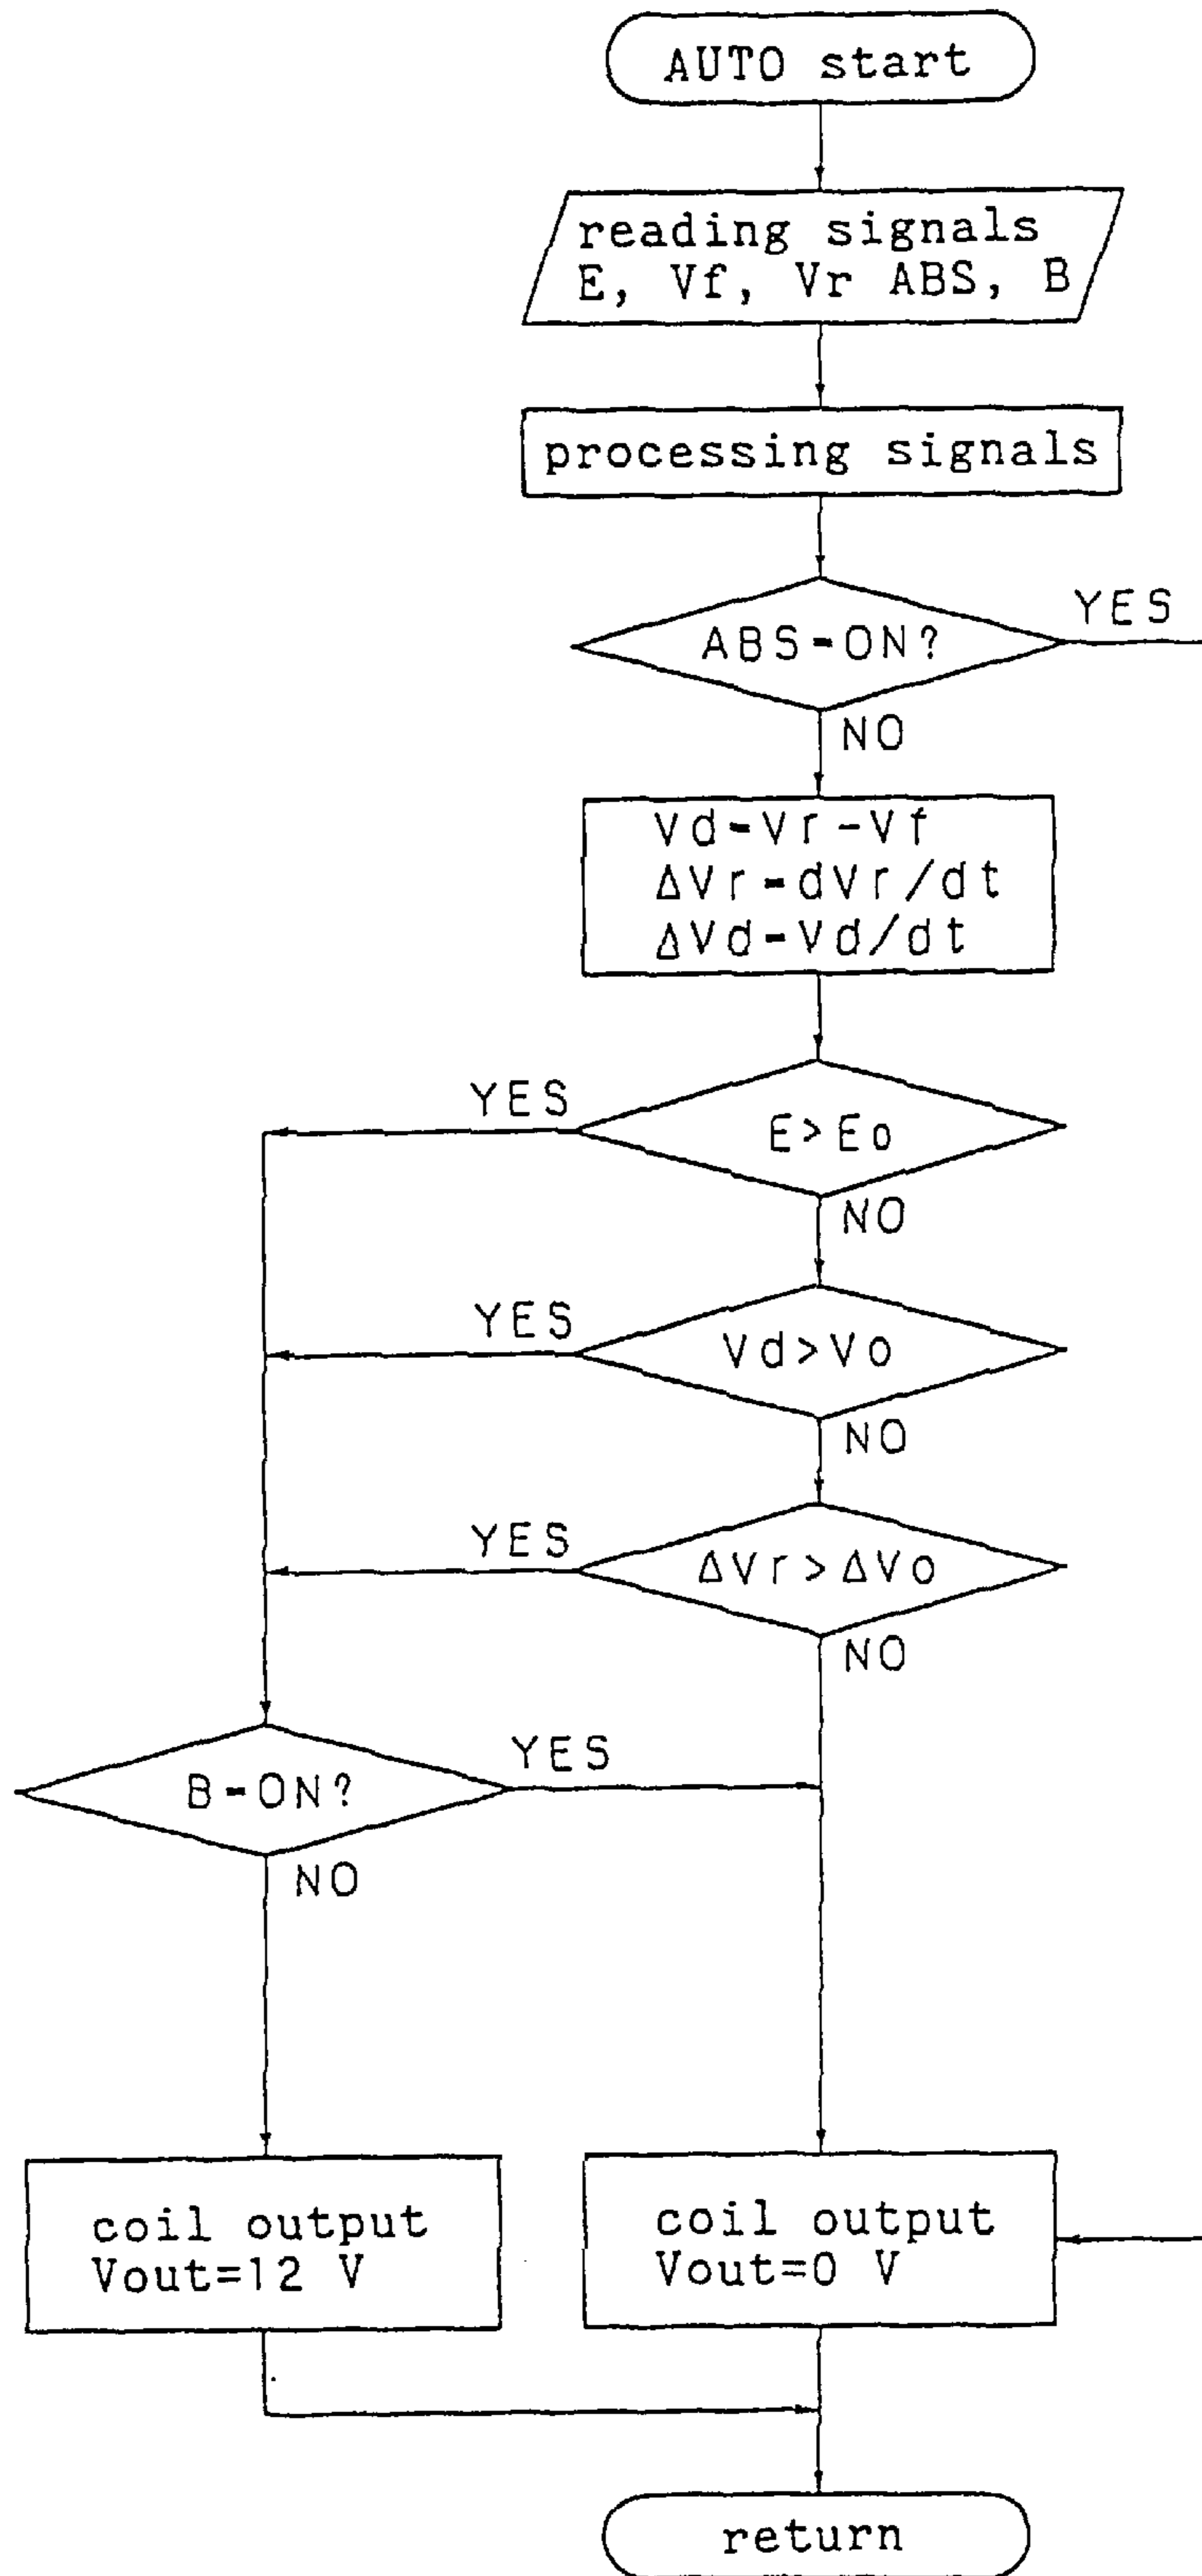 AUTO start
reading signals
E, Vf, Vr ABS, B
processing signals
ABS=ON?
YES
NO
Vd=Vr-Vf
ΔVr=dVr/dt
ΔVd=Vd/dt
YES
E>Eo
NO
YES
Vd>Vo
NO
YES
ΔVr>ΔVo
NO
B=ON?
YES
NO
coil output
Vout=12 V
coil output
Vout=0 V
return